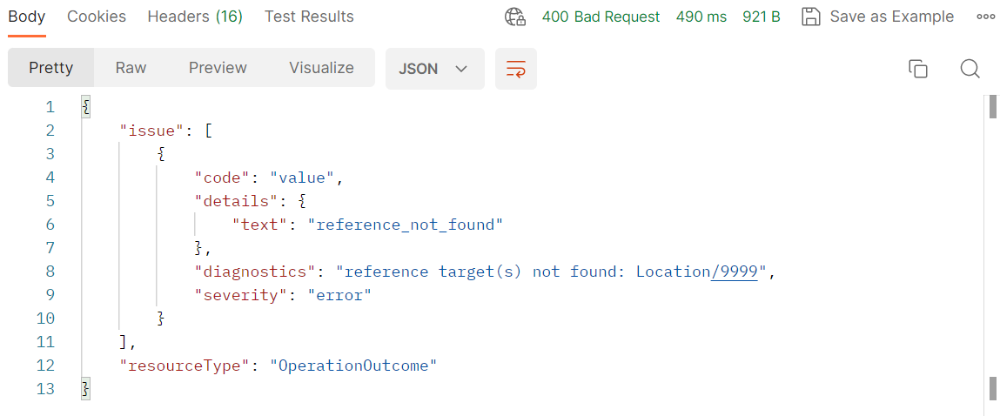 Body Cookies Headers (16) Test Results 400 Bad Request 490 ms 921 B Save as Example
Pretty Raw Preview Visualize JSON
1 {
2 "issue": [
3 {
4 "code": "value",
5 "details": {
6 "text": "reference_not_found"
7 },
8 "diagnostics": "reference target(s) not found: Location/9999",
9 "severity": "error"
10 }
11 ],
12 "resourceType": "OperationOutcome"
13 }